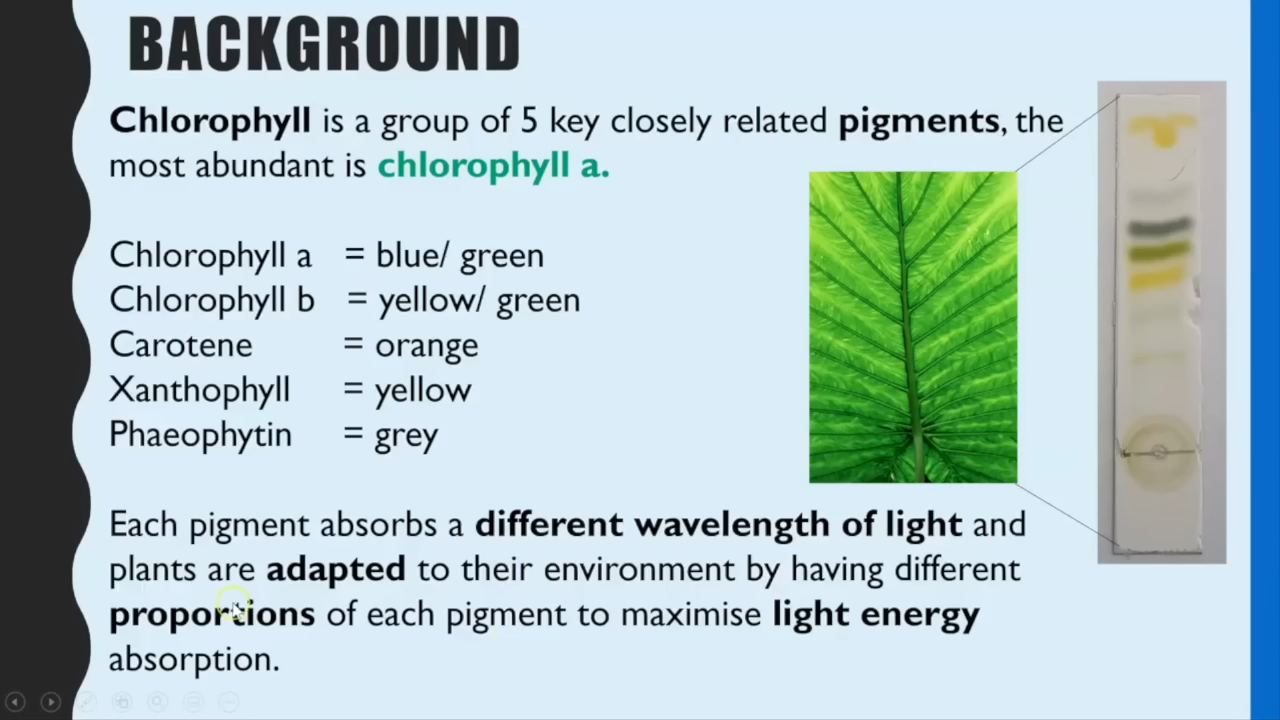 BACKGROUND
Chlorophyll is a group of 5 key closely related pigments, the
most abundant is chlorophyll a.
Chlorophyll a = blue/ green
Chlorophyll b = yellow/ green
Carotene = orange
Xanthophyll = yellow
Phaeophytin = grey
Each pigment absorbs a different wavelength of light and
plants are adapted to their environment by having different
proportions of each pigment to maximise light energy
absorption.